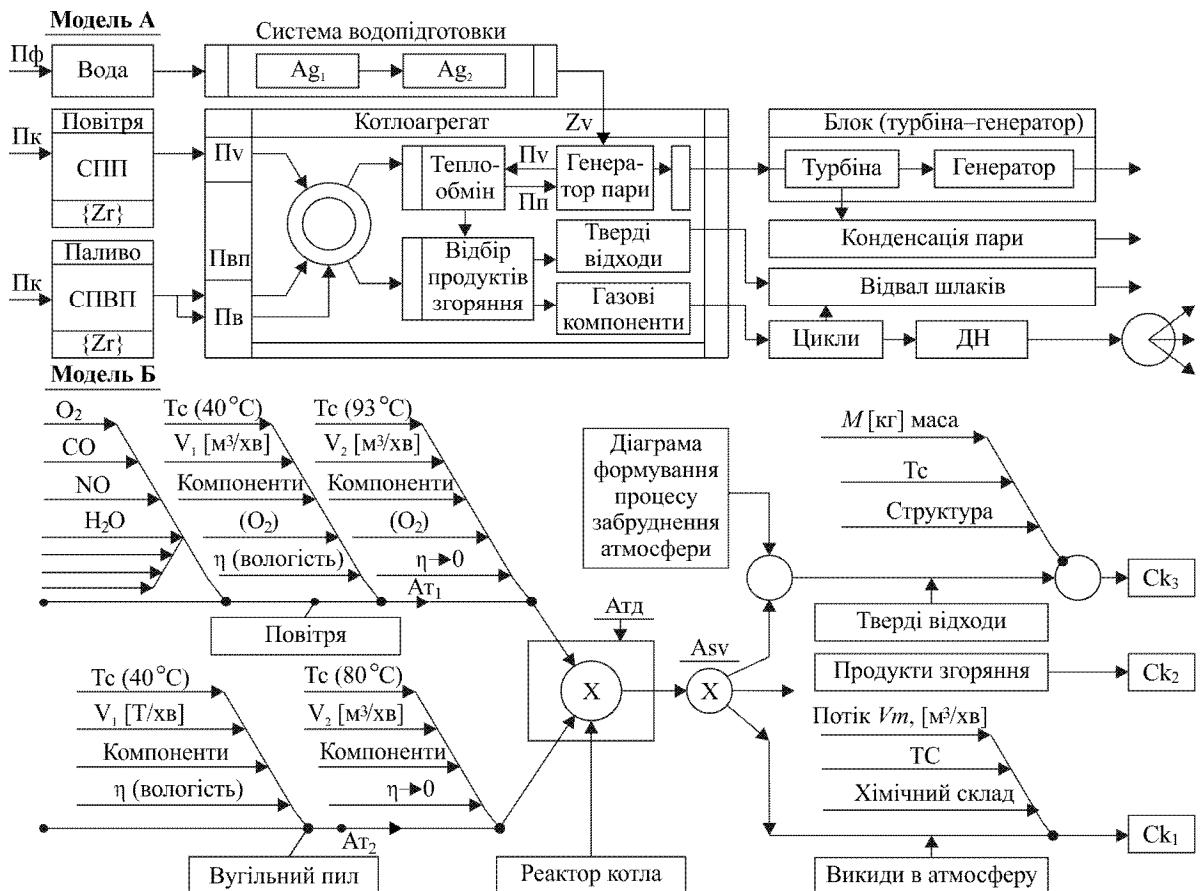 Модель А
Система водопідготовки
Пф
Вода
Ag₁
Ag₂
Повітря
Пк
СПП
{Zr}
Паливо
Пк
СПВП
{Zr}
Котлоагрегат
Zv
Пv
Пвп
Пв
Тепло-
обмін
Пv
Пп
Генера-
тор пари
Відбір
продуктів
згоряння
Тверді
відходи
Газові
компоненти
Блок (турбіна–генератор)
Турбіна
Генератор
Конденсація пари
Відвал шлаків
Цикли
ДН
Модель Б
O₂
CO
NO
H₂O
Тс (40 °C)
V₁ [м³/хв]
Компоненти
(O₂)
η (вологість)
Тс (93 °C)
V₂ [м³/хв]
Компоненти
(O₂)
η→0
Ат₁
Повітря
Тс (40 °C)
V₁ [Т/хв]
Компоненти
η (вологість)
Тс (80 °C)
V₂ [м³/хв]
Компоненти
η→0
Ат₂
Вугільний пил
Атд
X
Реактор котла
Asv
X
Діаграма
формування
процесу
забруднення
атмосфери
M [кг] маса
Тс
Структура
Ck₃
Тверді відходи
Продукти згоряння
Ck₂
Потік Vm, [м³/хв]
ТС
Хімічний склад
Ck₁
Викиди в атмосферу